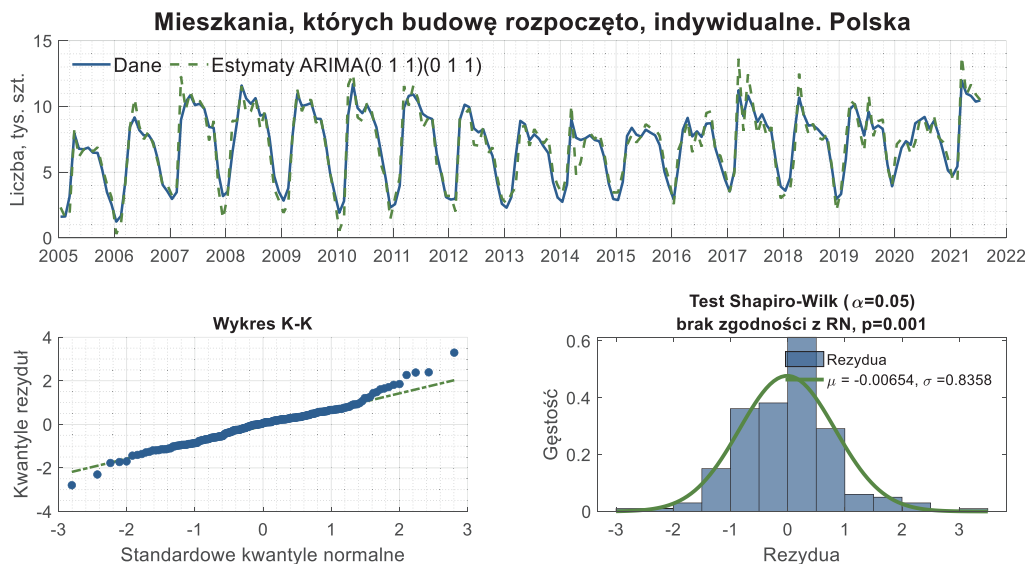 Mieszkania, których budowę rozpoczęto, indywidualne. Polska
Liczba, tys. szt.
15
10
5
0
Dane
Estymaty ARIMA(0 1 1)(0 1 1)
2005 2006 2007 2008 2009 2010 2011 2012 2013 2014 2015 2016 2017 2018 2019 2020 2021 2022
Wykres K-K
Kwantyle rezyduł
4
2
0
-2
-4
-3 -2 -1 0 1 2 3
Standardowe kwantyle normalne
Test Shapiro-Wilk (α=0.05)
brak zgodności z RN, p=0.001
Gęstość
0.6
0.4
0.2
0
Rezydua
μ = -0.00654, σ =0.8358
-3 -2 -1 0 1 2 3
Rezydua